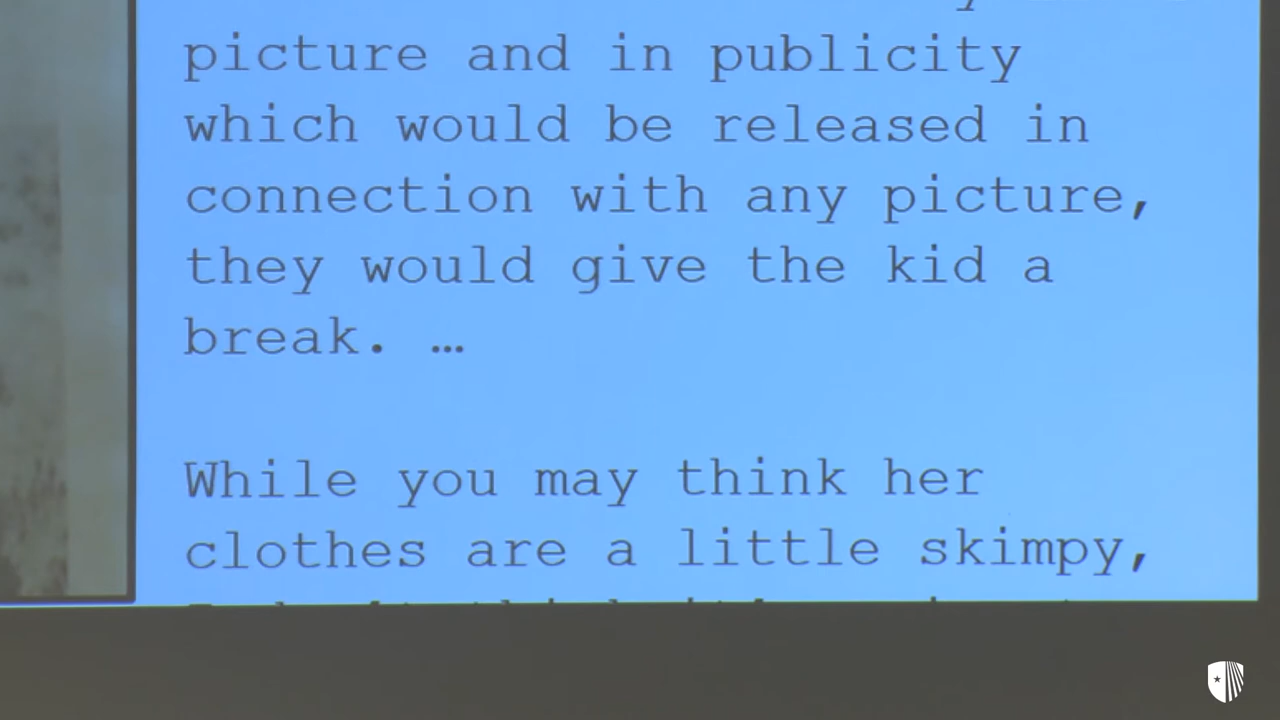 picture and in publicity
which would be released in
connection with any picture,
they would give the kid a
break. …
While you may think her
clothes are a little skimpy,